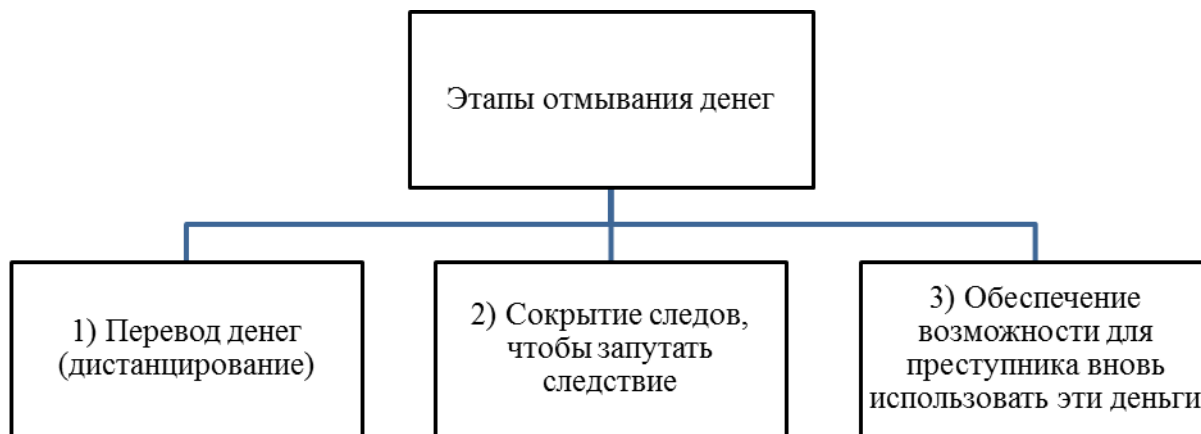 Этапы отмывания денег
1) Перевод денег
(дистанцирование)
2) Сокрытие следов,
чтобы запутать
следствие
3) Обеспечение
возможности для
преступника вновь
использовать эти деньги